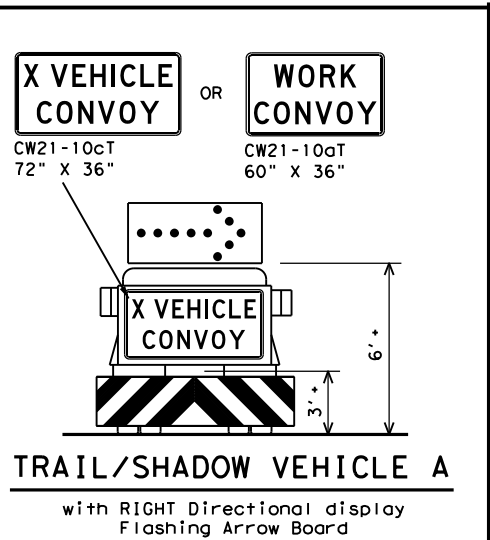 X VEHICLE
CONVOY
OR
WORK
CONVOY
CW21-10cT
72" X 36"
CW21-10aT
60" X 36"
X VEHICLE
CONVOY
6'+
3'+
TRAIL/SHADOW VEHICLE A
with RIGHT Directional display
Flashing Arrow Board